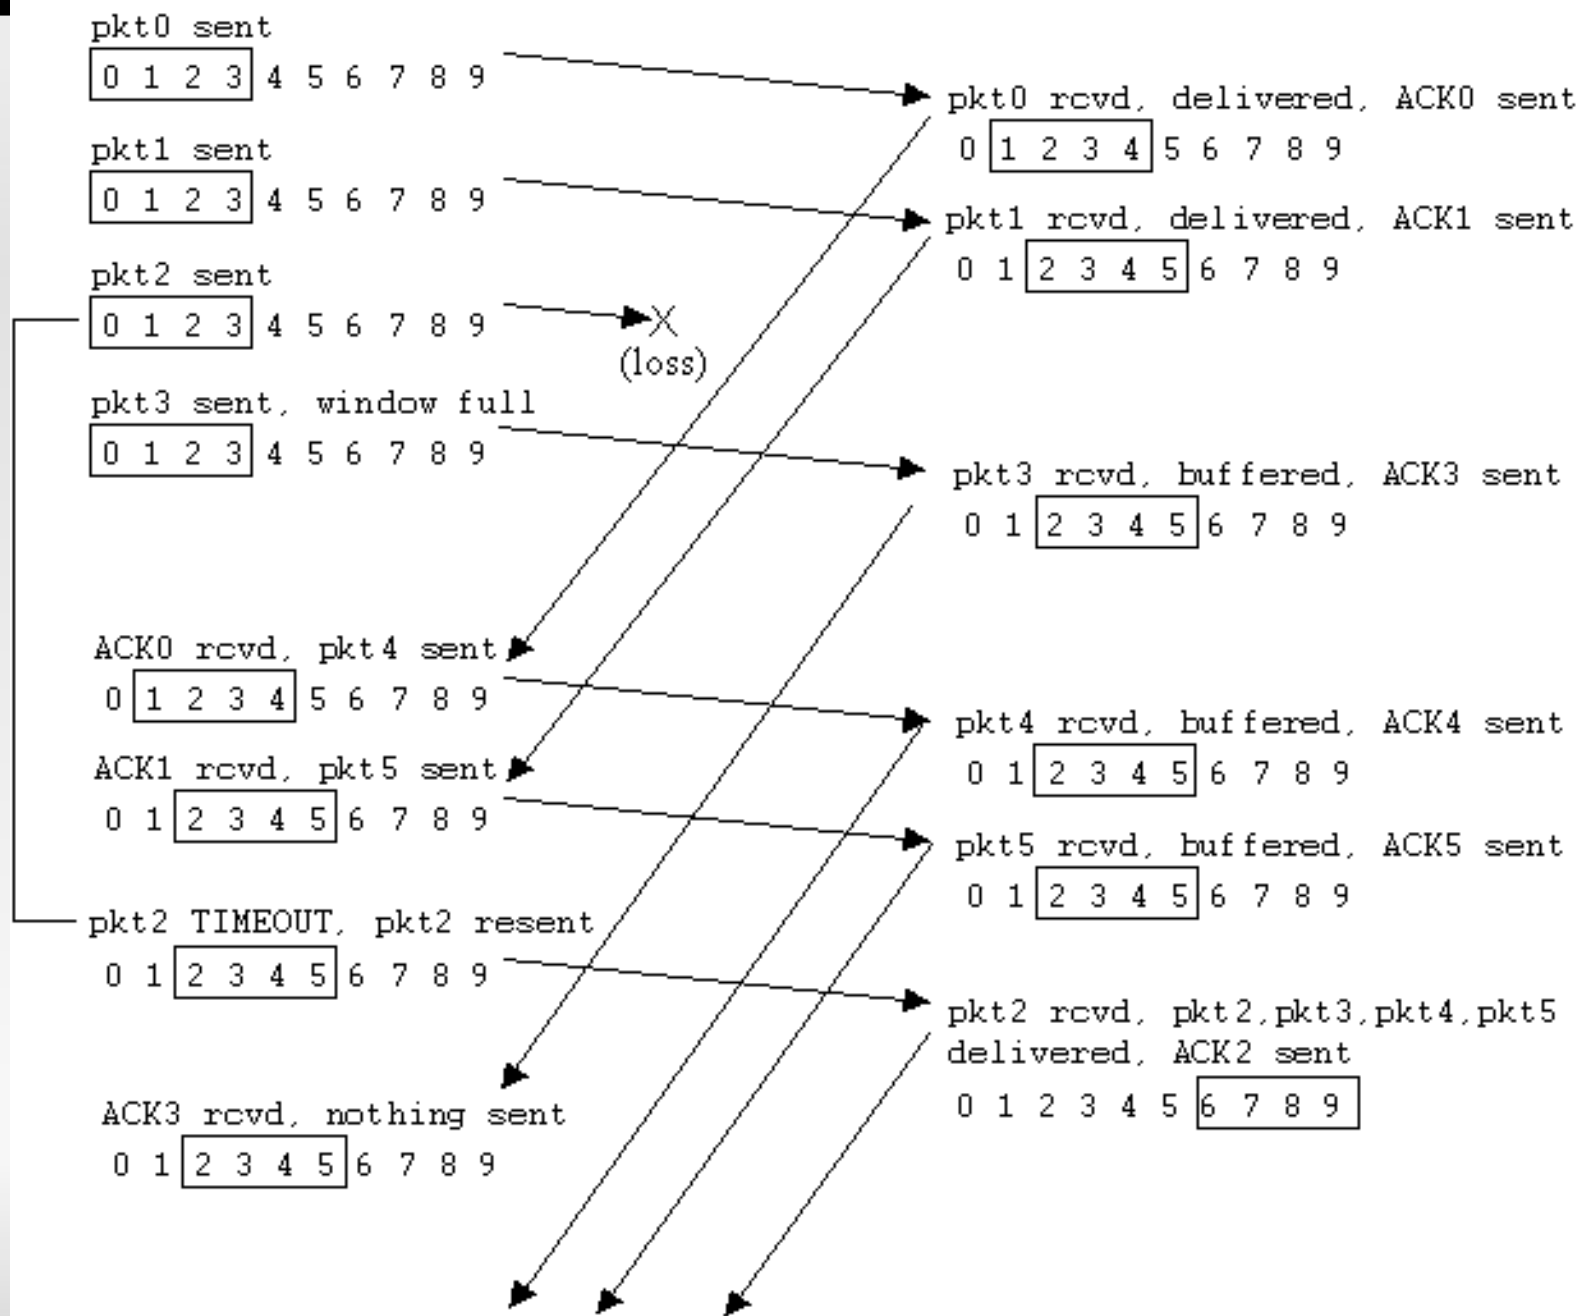 pkt0 sent
0 1 2 3 4 5 6 7 8 9
pkt1 sent
0 1 2 3 4 5 6 7 8 9
pkt2 sent
0 1 2 3 4 5 6 7 8 9
(loss)
pkt3 sent, window full
0 1 2 3 4 5 6 7 8 9
ACK0 rcvd, pkt4 sent
0 1 2 3 4 5 6 7 8 9
ACK1 rcvd, pkt5 sent
0 1 2 3 4 5 6 7 8 9
pkt2 TIMEOUT, pkt2 resent
0 1 2 3 4 5 6 7 8 9
ACK3 rcvd, nothing sent
0 1 2 3 4 5 6 7 8 9
pkt0 rcvd, delivered, ACK0 sent
0 1 2 3 4 5 6 7 8 9
pkt1 rcvd, delivered, ACK1 sent
0 1 2 3 4 5 6 7 8 9
pkt3 rcvd, buffered, ACK3 sent
0 1 2 3 4 5 6 7 8 9
pkt4 rcvd, buffered, ACK4 sent
0 1 2 3 4 5 6 7 8 9
pkt5 rcvd, buffered, ACK5 sent
0 1 2 3 4 5 6 7 8 9
pkt2 rcvd, pkt2,pkt3,pkt4,pkt5
delivered, ACK2 sent
0 1 2 3 4 5 6 7 8 9